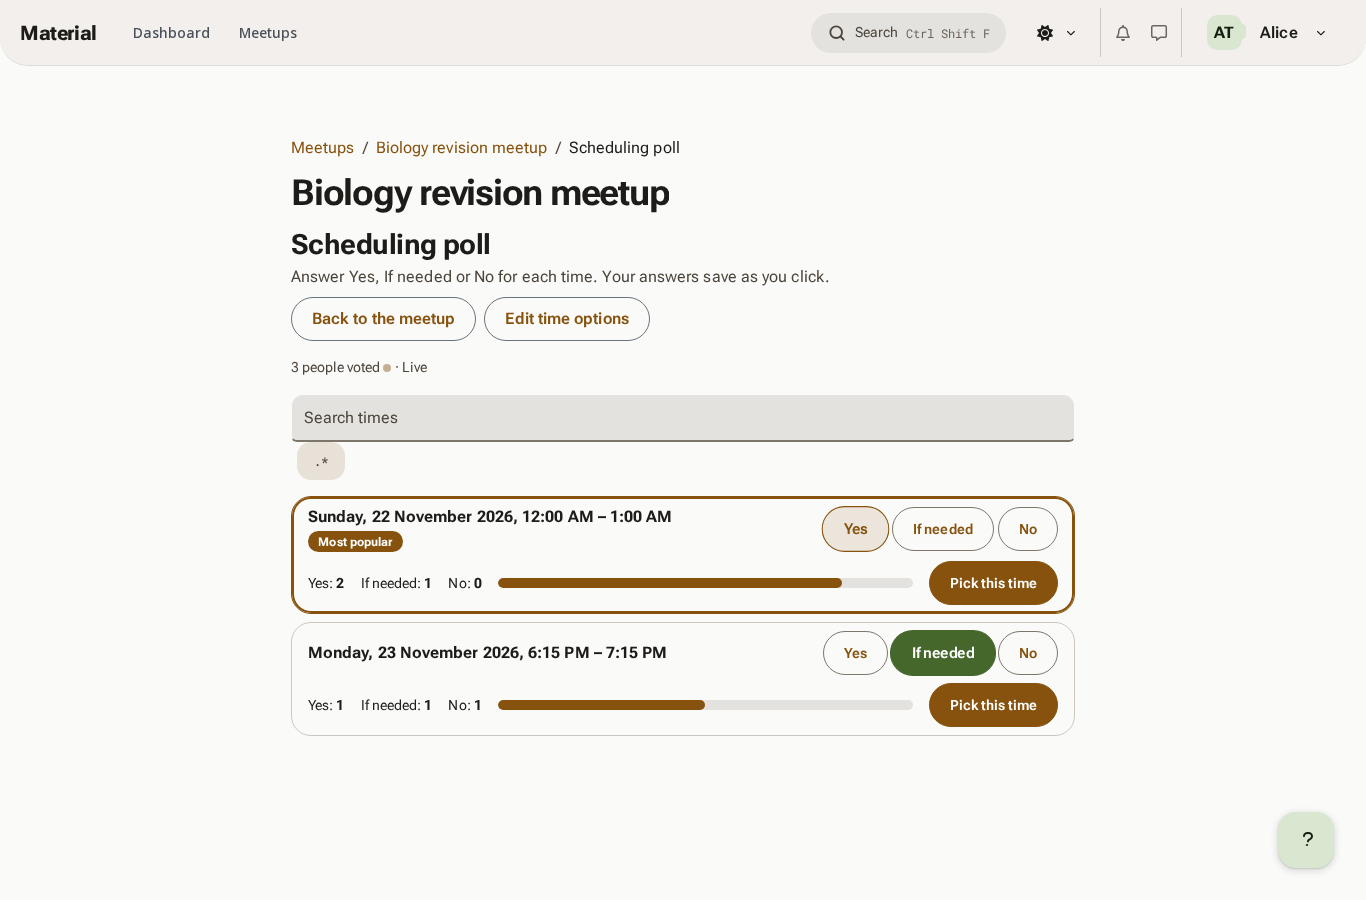 Material Dashboard Meetups Search Ctrl Shift F AT Alice
Meetups / Biology revision meetup / Scheduling poll
Biology revision meetup
Scheduling poll
Answer Yes, If needed or No for each time. Your answers save as you click.
Back to the meetup Edit time options
3 people voted · Live
Search times
.*
Sunday, 22 November 2026, 12:00 AM – 1:00 AM Yes If needed No
Most popular
Yes: 2 If needed: 1 No: 0 Pick this time
Monday, 23 November 2026, 6:15 PM – 7:15 PM Yes If needed No
Yes: 1 If needed: 1 No: 1 Pick this time
?